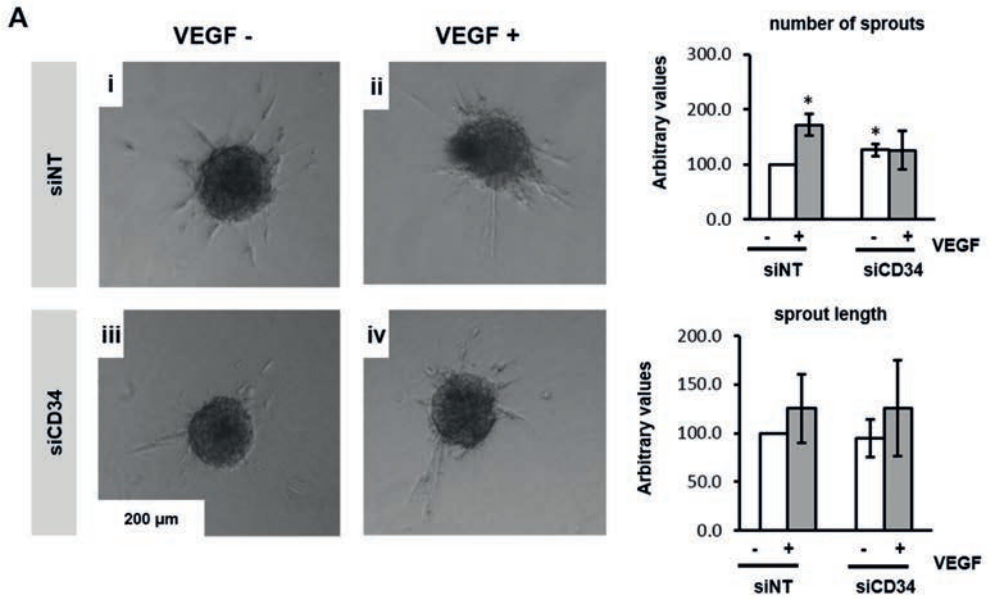 A
VEGF -
VEGF +
siNT
i
ii
siCD34
iii
iv
200 µm
number of sprouts
Arbitrary values
300.0
200.0
100.0
0.0
*
*
- + - + VEGF
siNT siCD34
sprout length
Arbitrary values
200.0
150.0
100.0
50.0
0.0
- + - + VEGF
siNT siCD34